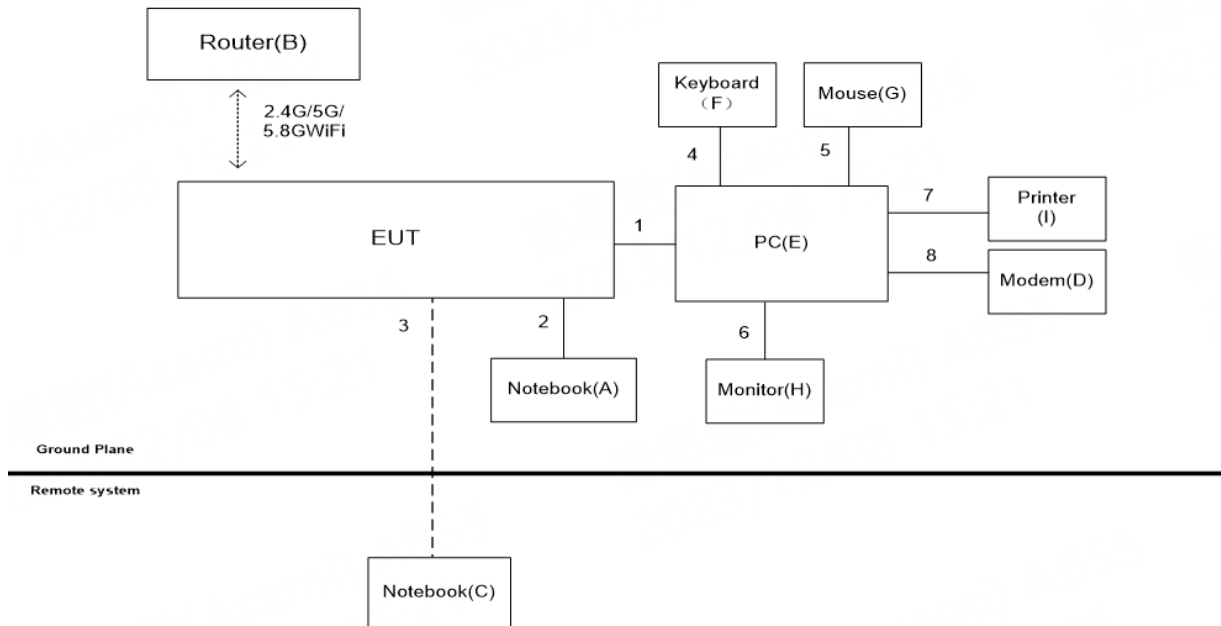 Router(B)
2.4G/5G/
5.8GWiFi
Keyboard
（F）
Mouse(G)
4
5
EUT
1
PC(E)
7
Printer
(I)
8
Modem(D)
3
2
6
Notebook(A)
Monitor(H)
Ground Plane
Remote system
Notebook(C)